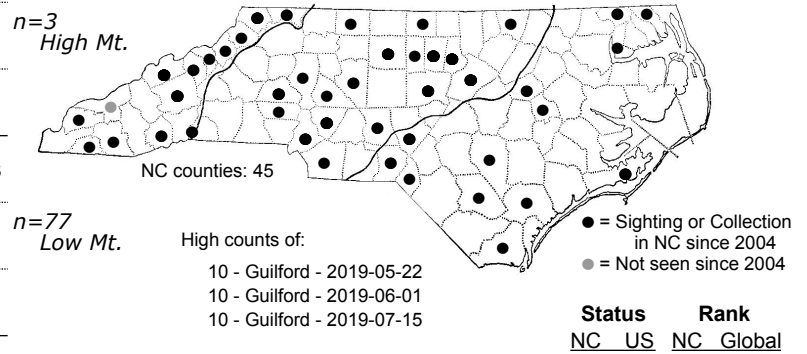 n=3
High Mt.
NC counties: 45
n=77
Low Mt.
High counts of:
10 - Guilford - 2019-05-22
10 - Guilford - 2019-06-01
10 - Guilford - 2019-07-15
● = Sighting or Collection
in NC since 2004
● = Not seen since 2004
Status Rank
NC US NC Global